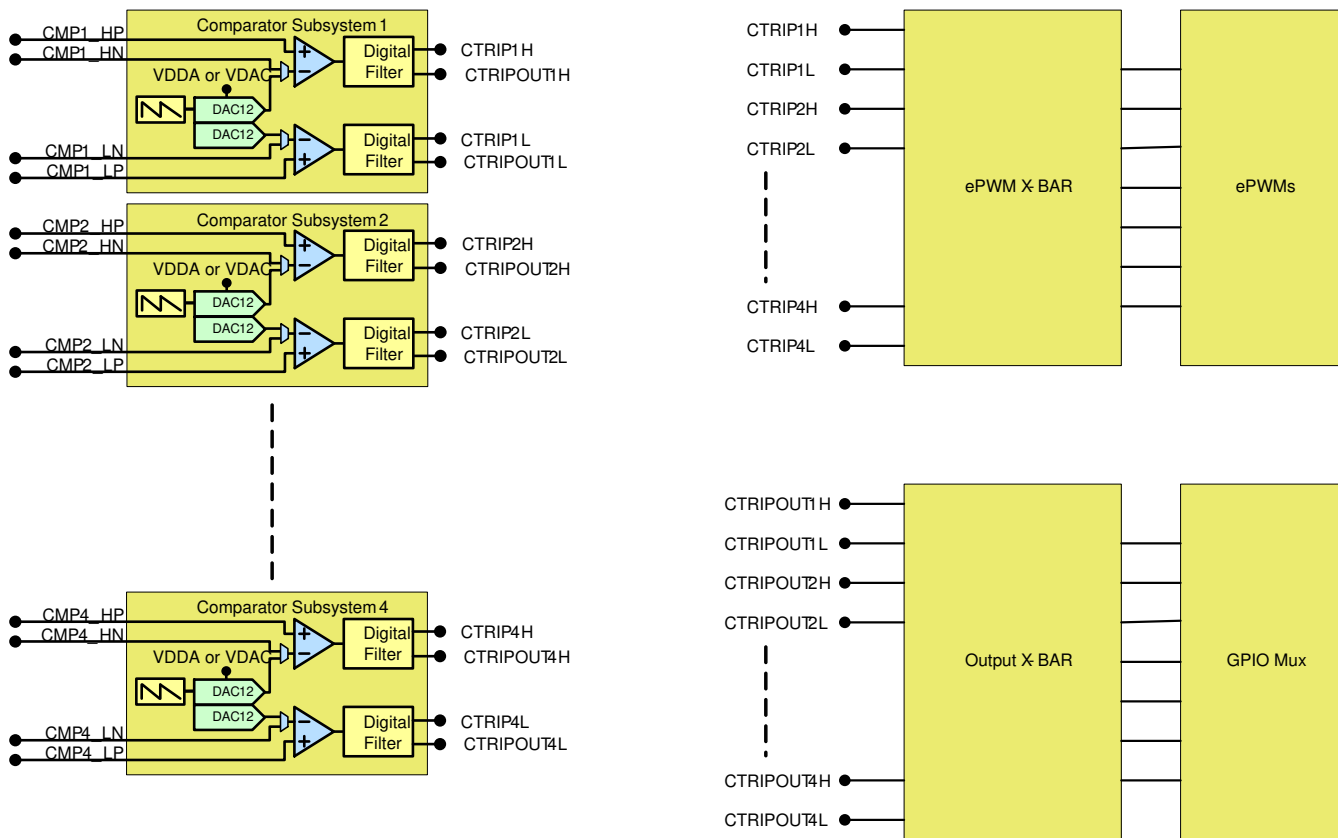 Comparator Subsystem 1
CMP1_HP
CMP1_HN
VDDA or VDAC
DAC12
DAC12
CMP1_LN
CMP1_LP
Digital
Filter
Digital
Filter
CTRIP1H
CTRIPOUT1H
CTRIP1L
CTRIPOUT1L
Comparator Subsystem 2
CMP2_HP
CMP2_HN
VDDA or VDAC
DAC12
DAC12
CMP2_LN
CMP2_LP
Digital
Filter
Digital
Filter
CTRIP2H
CTRIPOUT2H
CTRIP2L
CTRIPOUT2L
Comparator Subsystem 4
CMP4_HP
CMP4_HN
VDDA or VDAC
DAC12
DAC12
CMP4_LN
CMP4_LP
Digital
Filter
Digital
Filter
CTRIP4H
CTRIPOUT4H
CTRIP4L
CTRIPOUT4L
CTRIP1H
CTRIP1L
CTRIP2H
CTRIP2L
CTRIP4H
CTRIP4L
ePWM X-BAR
ePWMs
CTRIPOUT1H
CTRIPOUT1L
CTRIPOUT2H
CTRIPOUT2L
CTRIPOUT4H
CTRIPOUT4L
Output X-BAR
GPIO Mux